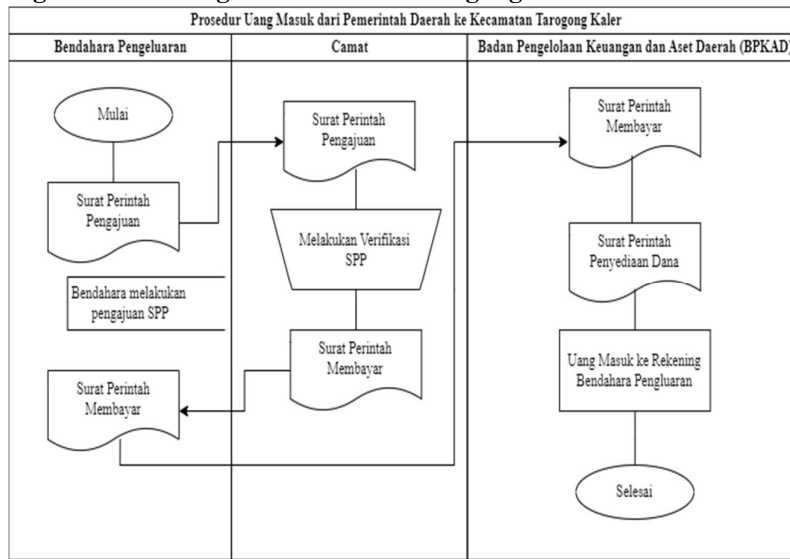 Prosedur Uang Masuk dari Pemerintah Daerah ke Kecamatan Tarogong Kaler
Bendahara Pengeluaran
Camat
Badan Pengelolaan Keuangan dan Aset Daerah (BPKAD)
Mulai
Surat Perintah
Pengajuan
Bendahara melakukan
pengajuan SPP
Surat Perintah
Membayar
Surat Perintah
Pengajuan
Melakukan Verifikasi
SPP
Surat Perintah
Membayar
Surat Perintah
Membayar
Surat Perintah
Penyediaan Dana
Uang Masuk ke Rekening
Bendahara Pengluaran
Selesai